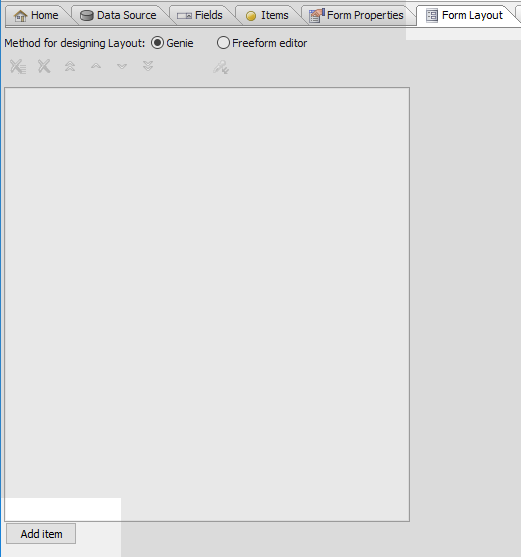 Home Data Source Fields Items Form Properties Form Layout
Method for designing Layout: Genie Freeform editor
Add item